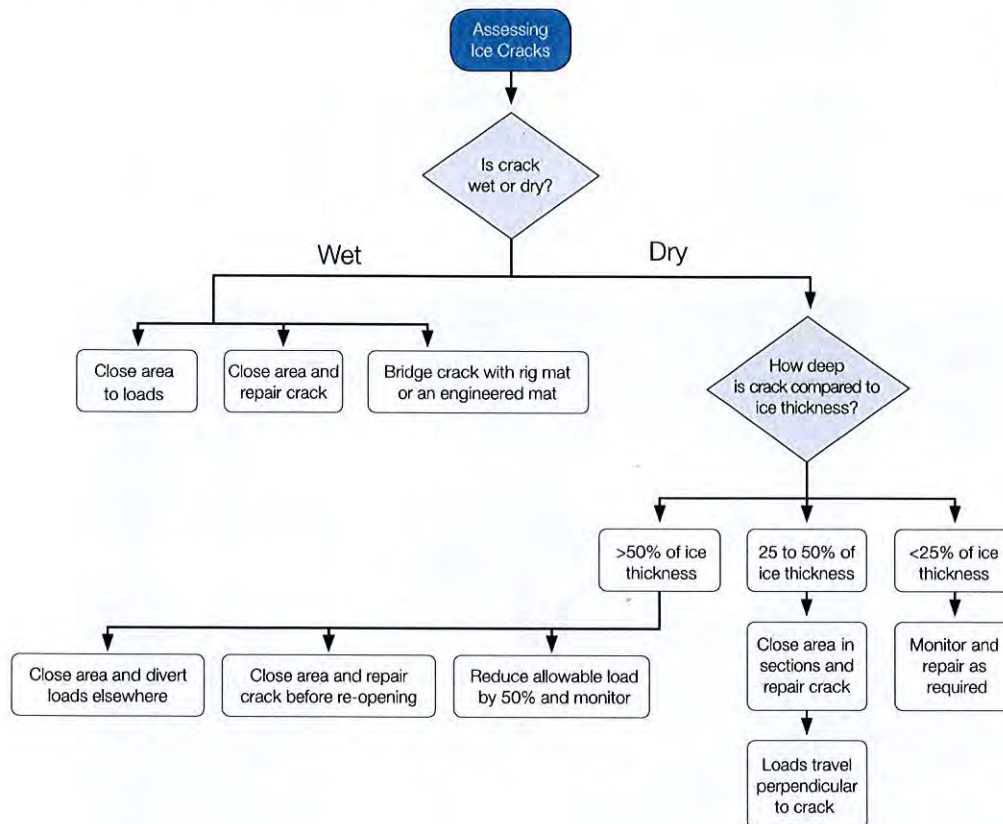 Assessing
Ice Cracks
Is crack
wet or dry?
Wet
Dry
Close area
to loads
Close area and
repair crack
Bridge crack with rig mat
or an engineered mat
How deep
is crack compared to
ice thickness?
>50% of ice
thickness
25 to 50% of
ice thickness
<25% of ice
thickness
Close area and divert
loads elsewhere
Close area and repair
crack before re-opening
Reduce allowable load
by 50% and monitor
Close area in
sections and
repair crack
Monitor and
repair as
required
Loads travel
perpendicular
to crack